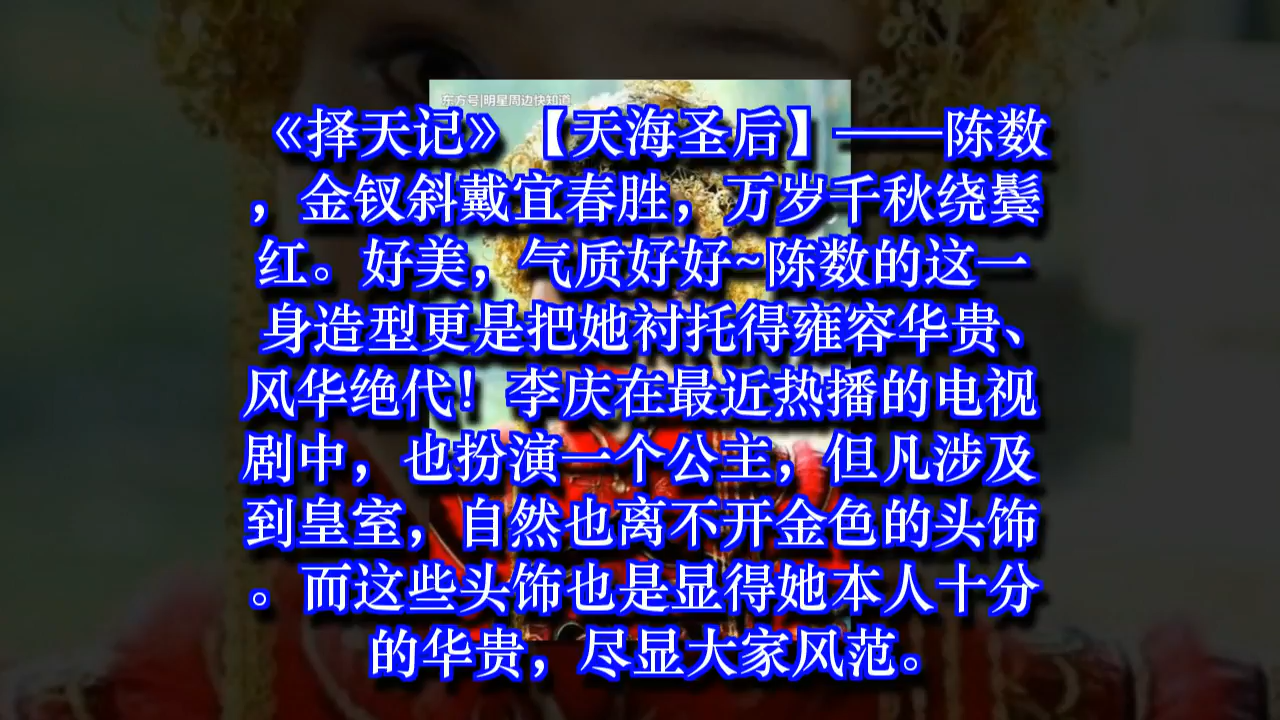 东方号|明星周边快知道
《择天记》【天海圣后】——陈数
，金钗斜戴宜春胜，万岁千秋绕鬓
红。好美，气质好好~陈数的这一
身造型更是把她衬托得雍容华贵、
风华绝代！李庆在最近热播的电视
剧中，也扮演一个公主，但凡涉及
到皇室，自然也离不开金色的头饰
。而这些头饰也是显得她本人十分
的华贵，尽显大家风范。